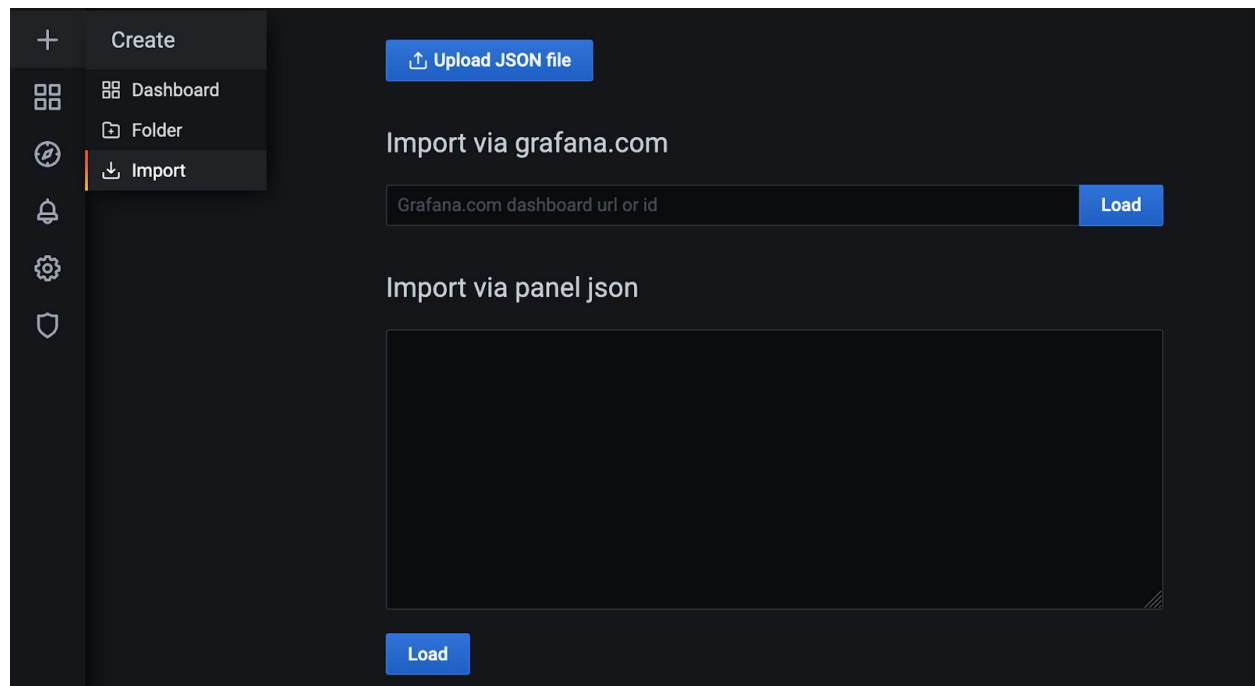 Create
Dashboard
Folder
Import
Upload JSON file
Import via grafana.com
Grafana.com dashboard url or id
Load
Import via panel json
Load